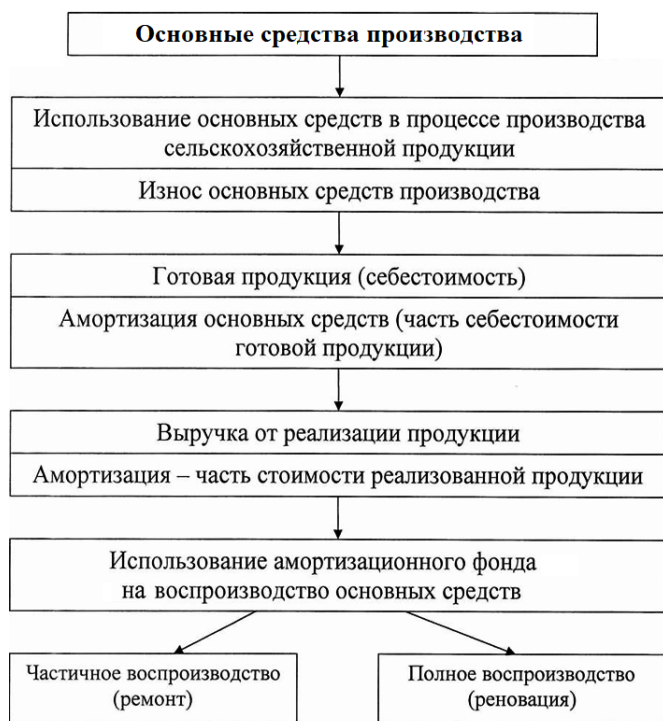 Основные средства производства
Использование основных средств в процессе производства
сельскохозяйственной продукции
Износ основных средств производства
Готовая продукция (себестоимость)
Амортизация основных средств (часть себестоимости
готовой продукции)
Выручка от реализации продукции
Амортизация – часть стоимости реализованной продукции
Использование амортизационного фонда
на воспроизводство основных средств
Частичное воспроизводство
(ремонт)
Полное воспроизводство
(реновация)